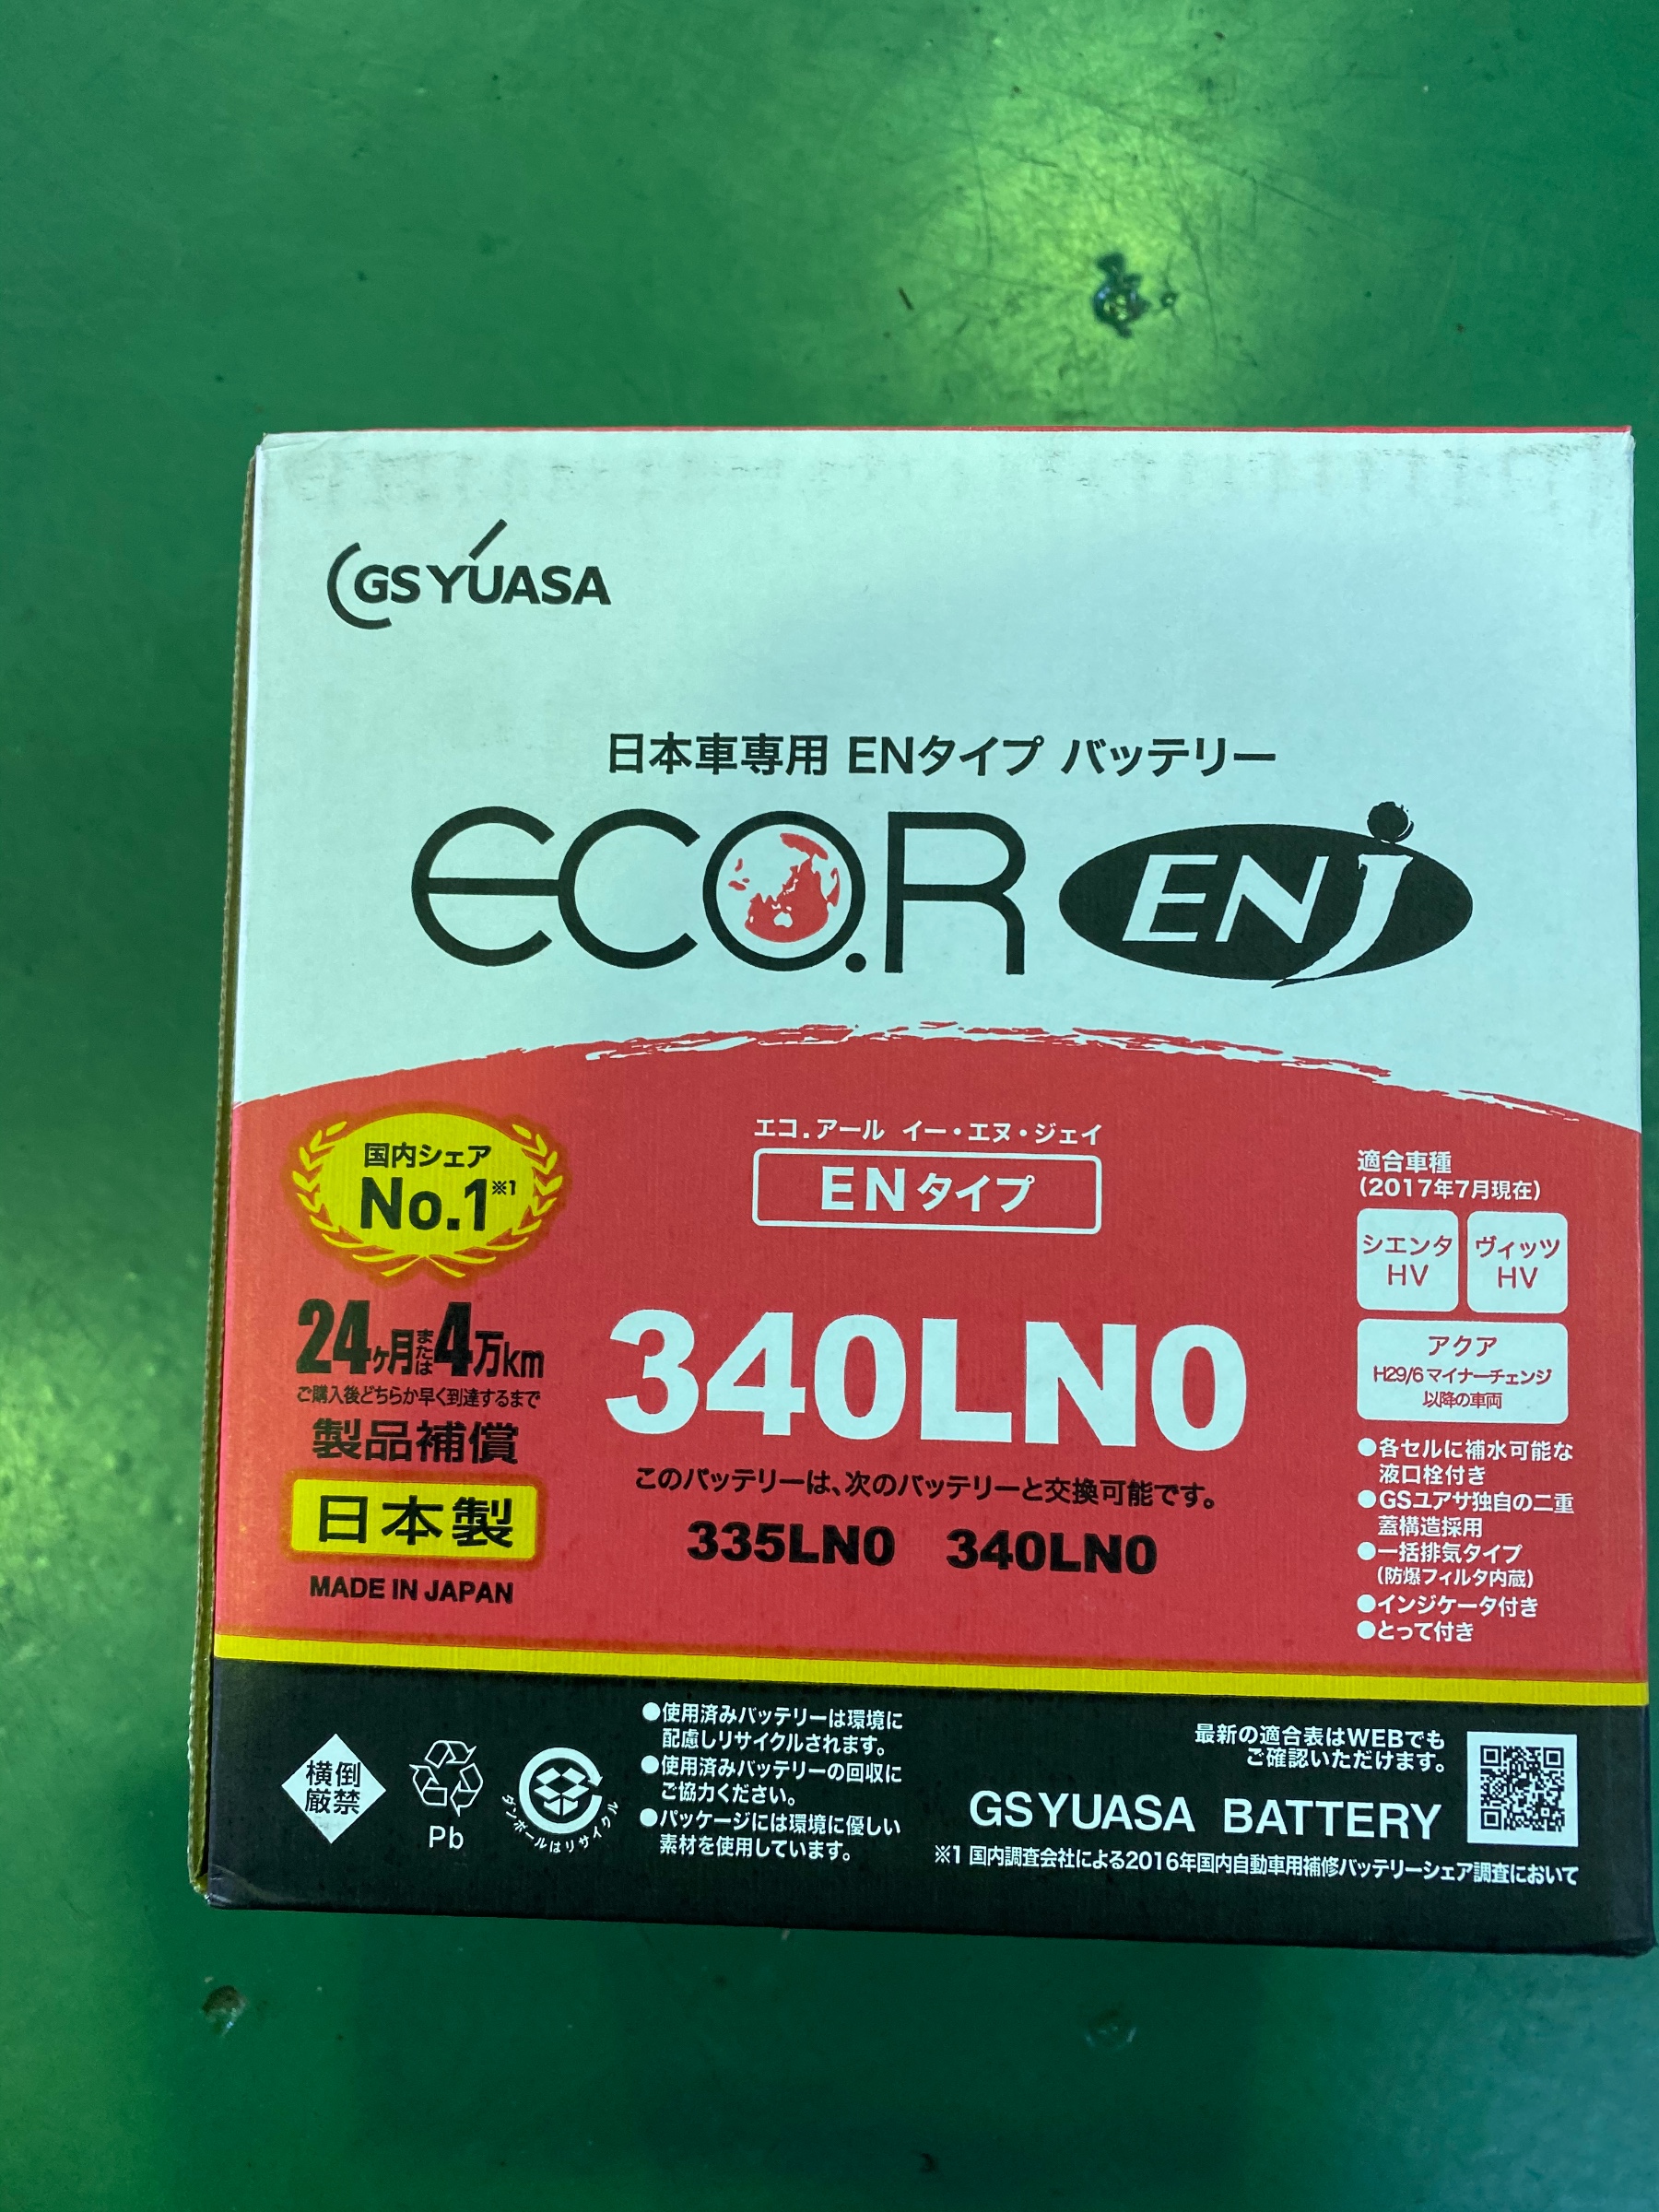 GS YUASA
日本車専用 ENタイプ バッテリー
ECO.R ENJ
国内シェア
No.1※1
24ヶ月または4万km
ご購入後どちらか早く到達するまで
製品補償
日本製
MADE IN JAPAN
エコ.アール イー・エヌ・ジェイ
ENタイプ
340LN0
このバッテリーは、次のバッテリーと交換可能です。
335LN0 340LN0
適合車種
(2017年7月現在)
シエンタ
HV
ヴィッツ
HV
アクア
H29/6 マイナーチェンジ
以降の車両
●各セルに補水可能な
液口栓付き
●GSユアサ独自の二重
蓋構造採用
●一括排気タイプ
(防爆フィルタ内蔵)
●インジケータ付き
●とって付き
横倒
厳禁
Pb
ダンボールはリサイクル
●使用済みバッテリーは環境に
配慮しリサイクルされます。
●使用済みバッテリーの回収に
ご協力ください。
●パッケージには環境に優しい
素材を使用しています。
最新の適合表はWEBでも
ご確認いただけます。
GS YUASA BATTERY
※1 国内調査会社による2016年国内自動車用補修バッテリーシェア調査において